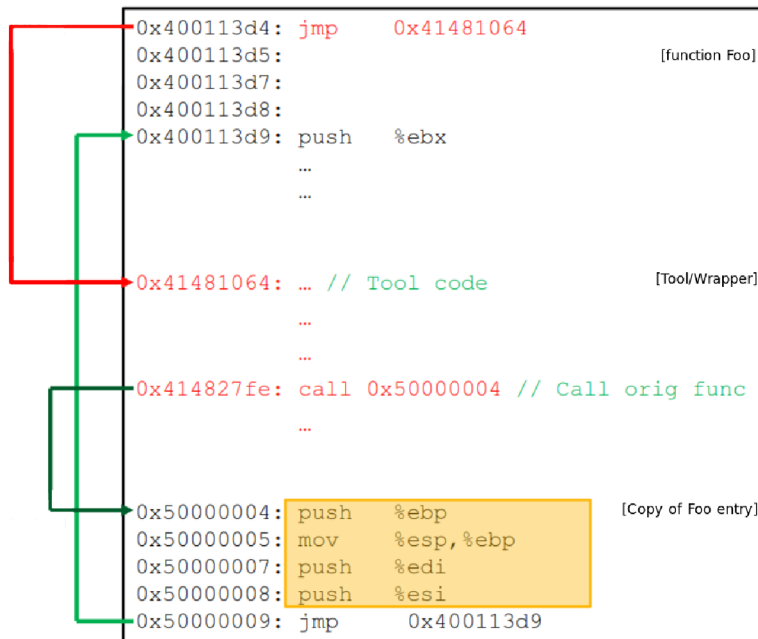 0x400113d4: jmp 0x41481064
0x400113d5: [function Foo]
0x400113d7:
0x400113d8:
0x400113d9: push %ebx
…
…
0x41481064: … // Tool code [Tool/Wrapper]
…
…
0x414827fe: call 0x50000004 // Call orig func
…
0x50000004: push %ebp [Copy of Foo entry]
0x50000005: mov %esp,%ebp
0x50000007: push %edi
0x50000008: push %esi
0x50000009: jmp 0x400113d9